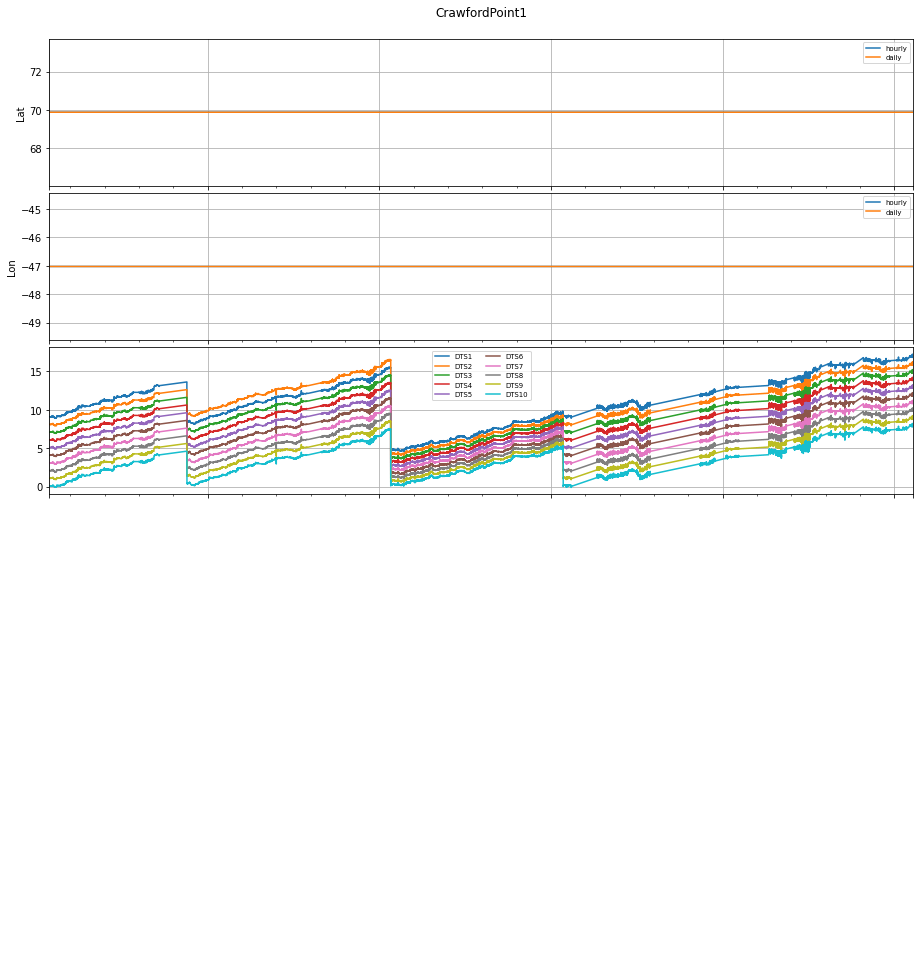 CrawfordPoint1
hourly
daily
72
70
68
Lat
hourly
daily
−45
−46
−47
−48
−49
Lon
DTS1 DTS6
DTS2 DTS7
DTS3 DTS8
DTS4 DTS9
DTS5 DTS10
15
10
5
0